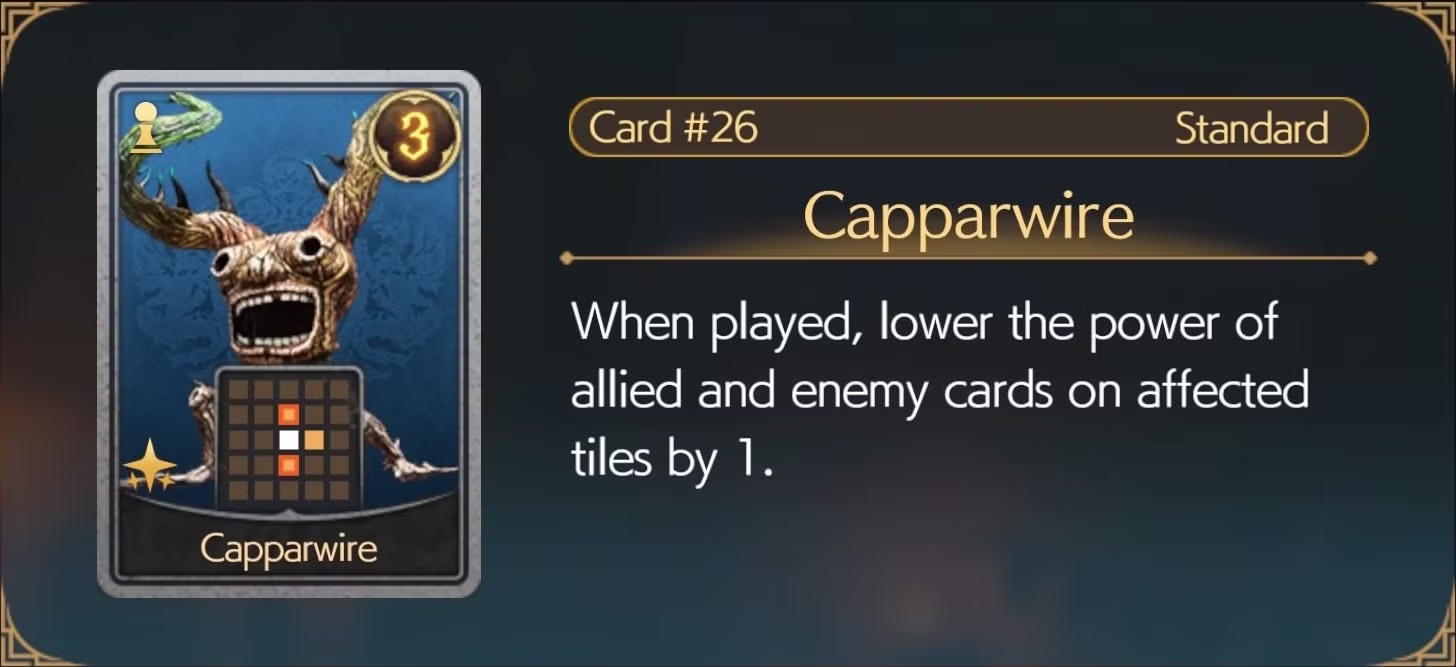 3
Capparwire
Card #26
Standard
Capparwire
When played, lower the power of
allied and enemy cards on affected
tiles by 1.